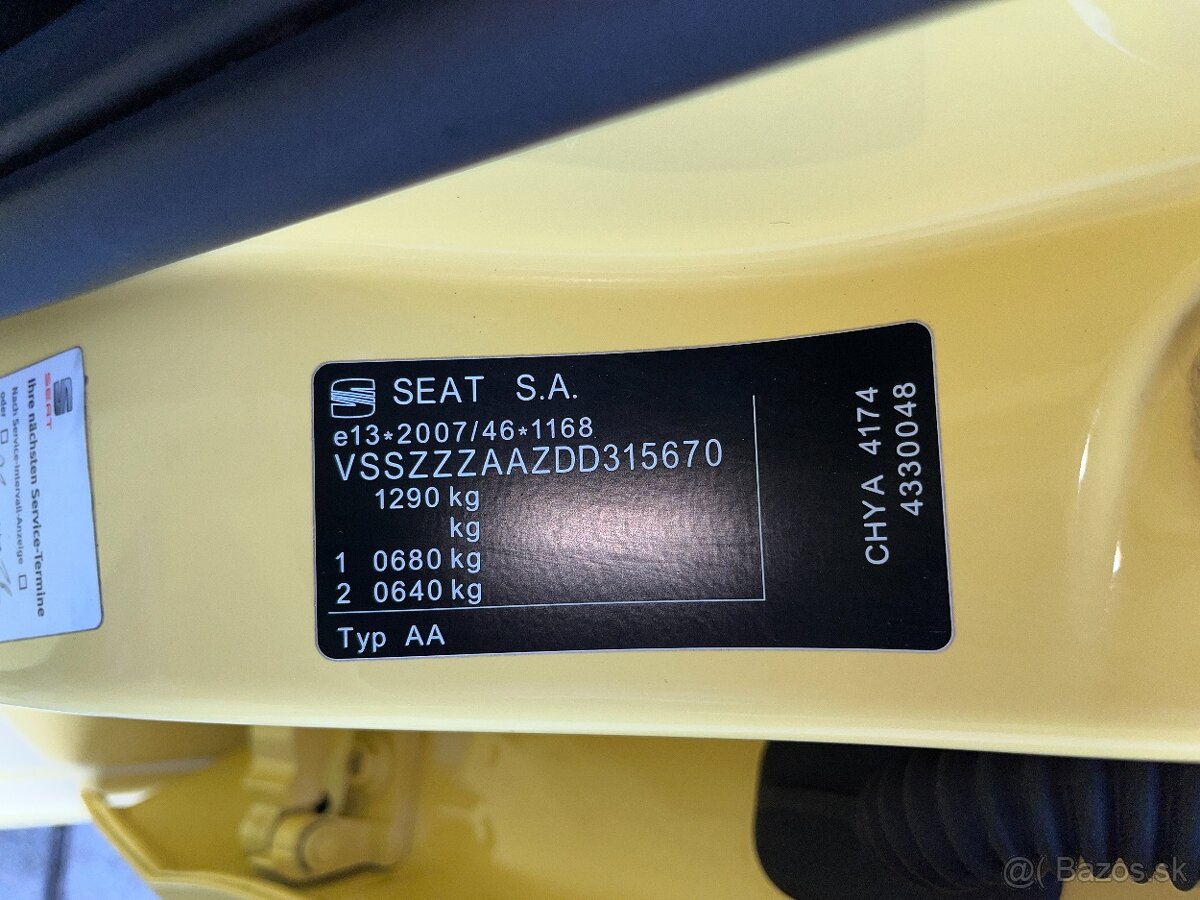 SEAT S.A.
e13*2007/46*1168
VSSZZZAAZDD315670
1290 kg
kg
1 0680 kg
2 0640 kg
Typ AA
CHYA 4174
4330048
SEAT
Ihre nächsten Service-Termine
Nach Service-Intervall-Anzeige
oder
@( Bazos.sk